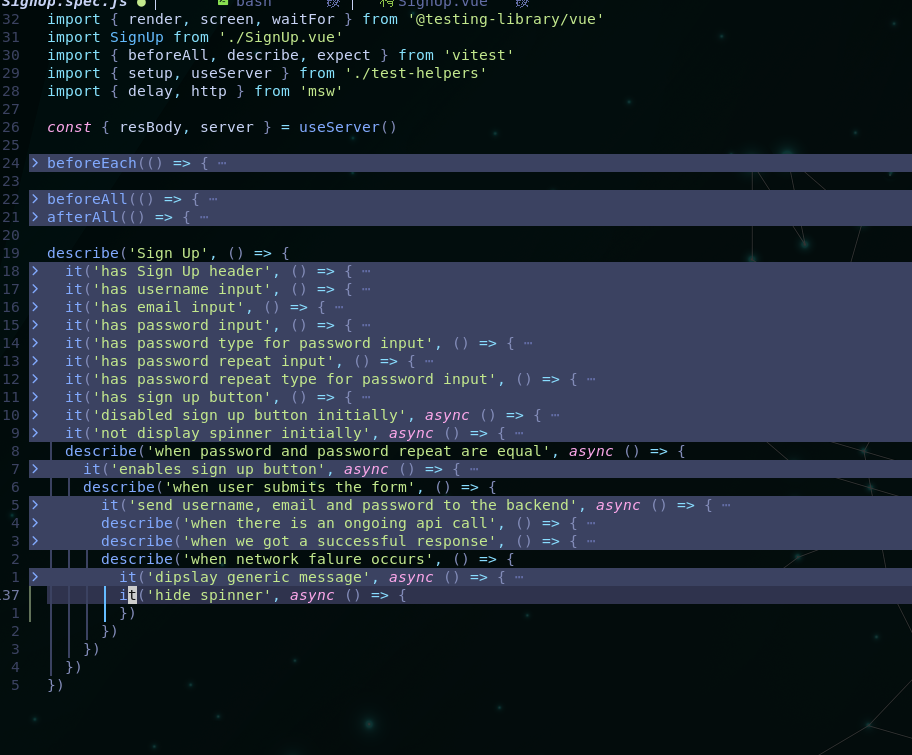 SignUp.spec.js ● bash SignUp.vue
32 import { render, screen, waitFor } from '@testing-library/vue'
31 import SignUp from './SignUp.vue'
30 import { beforeAll, describe, expect } from 'vitest'
29 import { setup, useServer } from './test-helpers'
28 import { delay, http } from 'msw'
27
26 const { resBody, server } = useServer()
25
24 > beforeEach(() => { ⋯
23
22 > beforeAll(() => { ⋯
21 > afterAll(() => { ⋯
20
19 describe('Sign Up', () => {
18 > it('has Sign Up header', () => { ⋯
17 > it('has username input', () => { ⋯
16 > it('has email input', () => { ⋯
15 > it('has password input', () => { ⋯
14 > it('has password type for password input', () => { ⋯
13 > it('has password repeat input', () => { ⋯
12 > it('has password repeat type for password input', () => { ⋯
11 > it('has sign up button', () => { ⋯
10 > it('disabled sign up button initially', async () => { ⋯
9 > it('not display spinner initially', async () => { ⋯
8 describe('when password and password repeat are equal', async () => {
7 > it('enables sign up button', async () => { ⋯
6 describe('when user submits the form', () => {
5 > it('send username, email and password to the backend', async () => { ⋯
4 > describe('when there is an ongoing api call', () => { ⋯
3 > describe('when we got a successful response', () => { ⋯
2 describe('when network falure occurs', () => {
1 > it('dipslay generic message', async () => { ⋯
37 it('hide spinner', async () => {
1 })
2 })
3 })
4 })
5 })